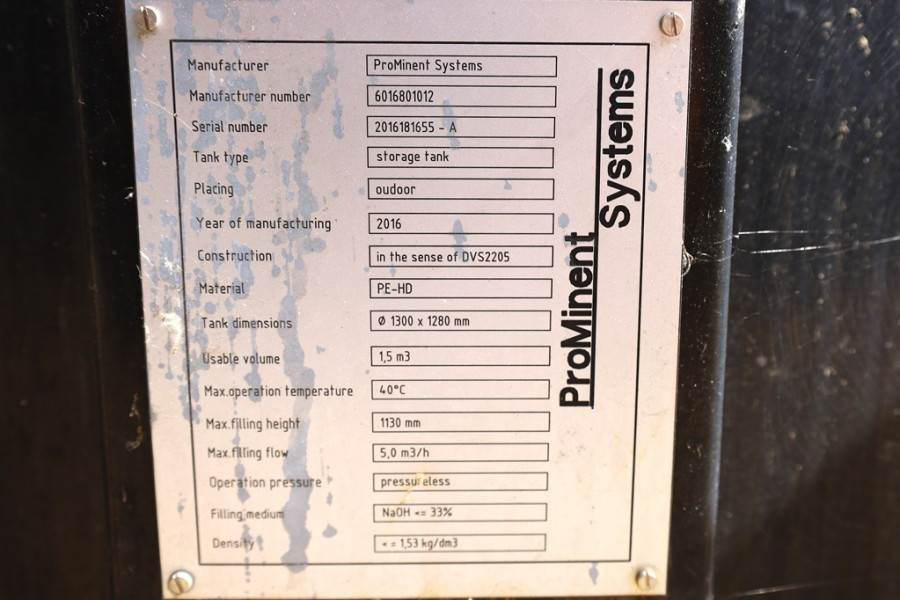 Manufacturer ProMinent Systems
Manufacturer number 6016801012
Serial number 2016181655 - A
Tank type storage tank
Placing oudoor
Year of manufacturing 2016
Construction in the sense of DVS2205
Material PE-HD
Tank dimensions Ø 1300 x 1280 mm
Usable volume 1,5 m3
Max.operation temperature 40°C
Max.filling height 1130 mm
Max.filling flow 5,0 m3/h
Operation pressure pressureless
Filling medium NaOH <= 33%
Density <= 1,53 kg/dm3
ProMinent
Systems